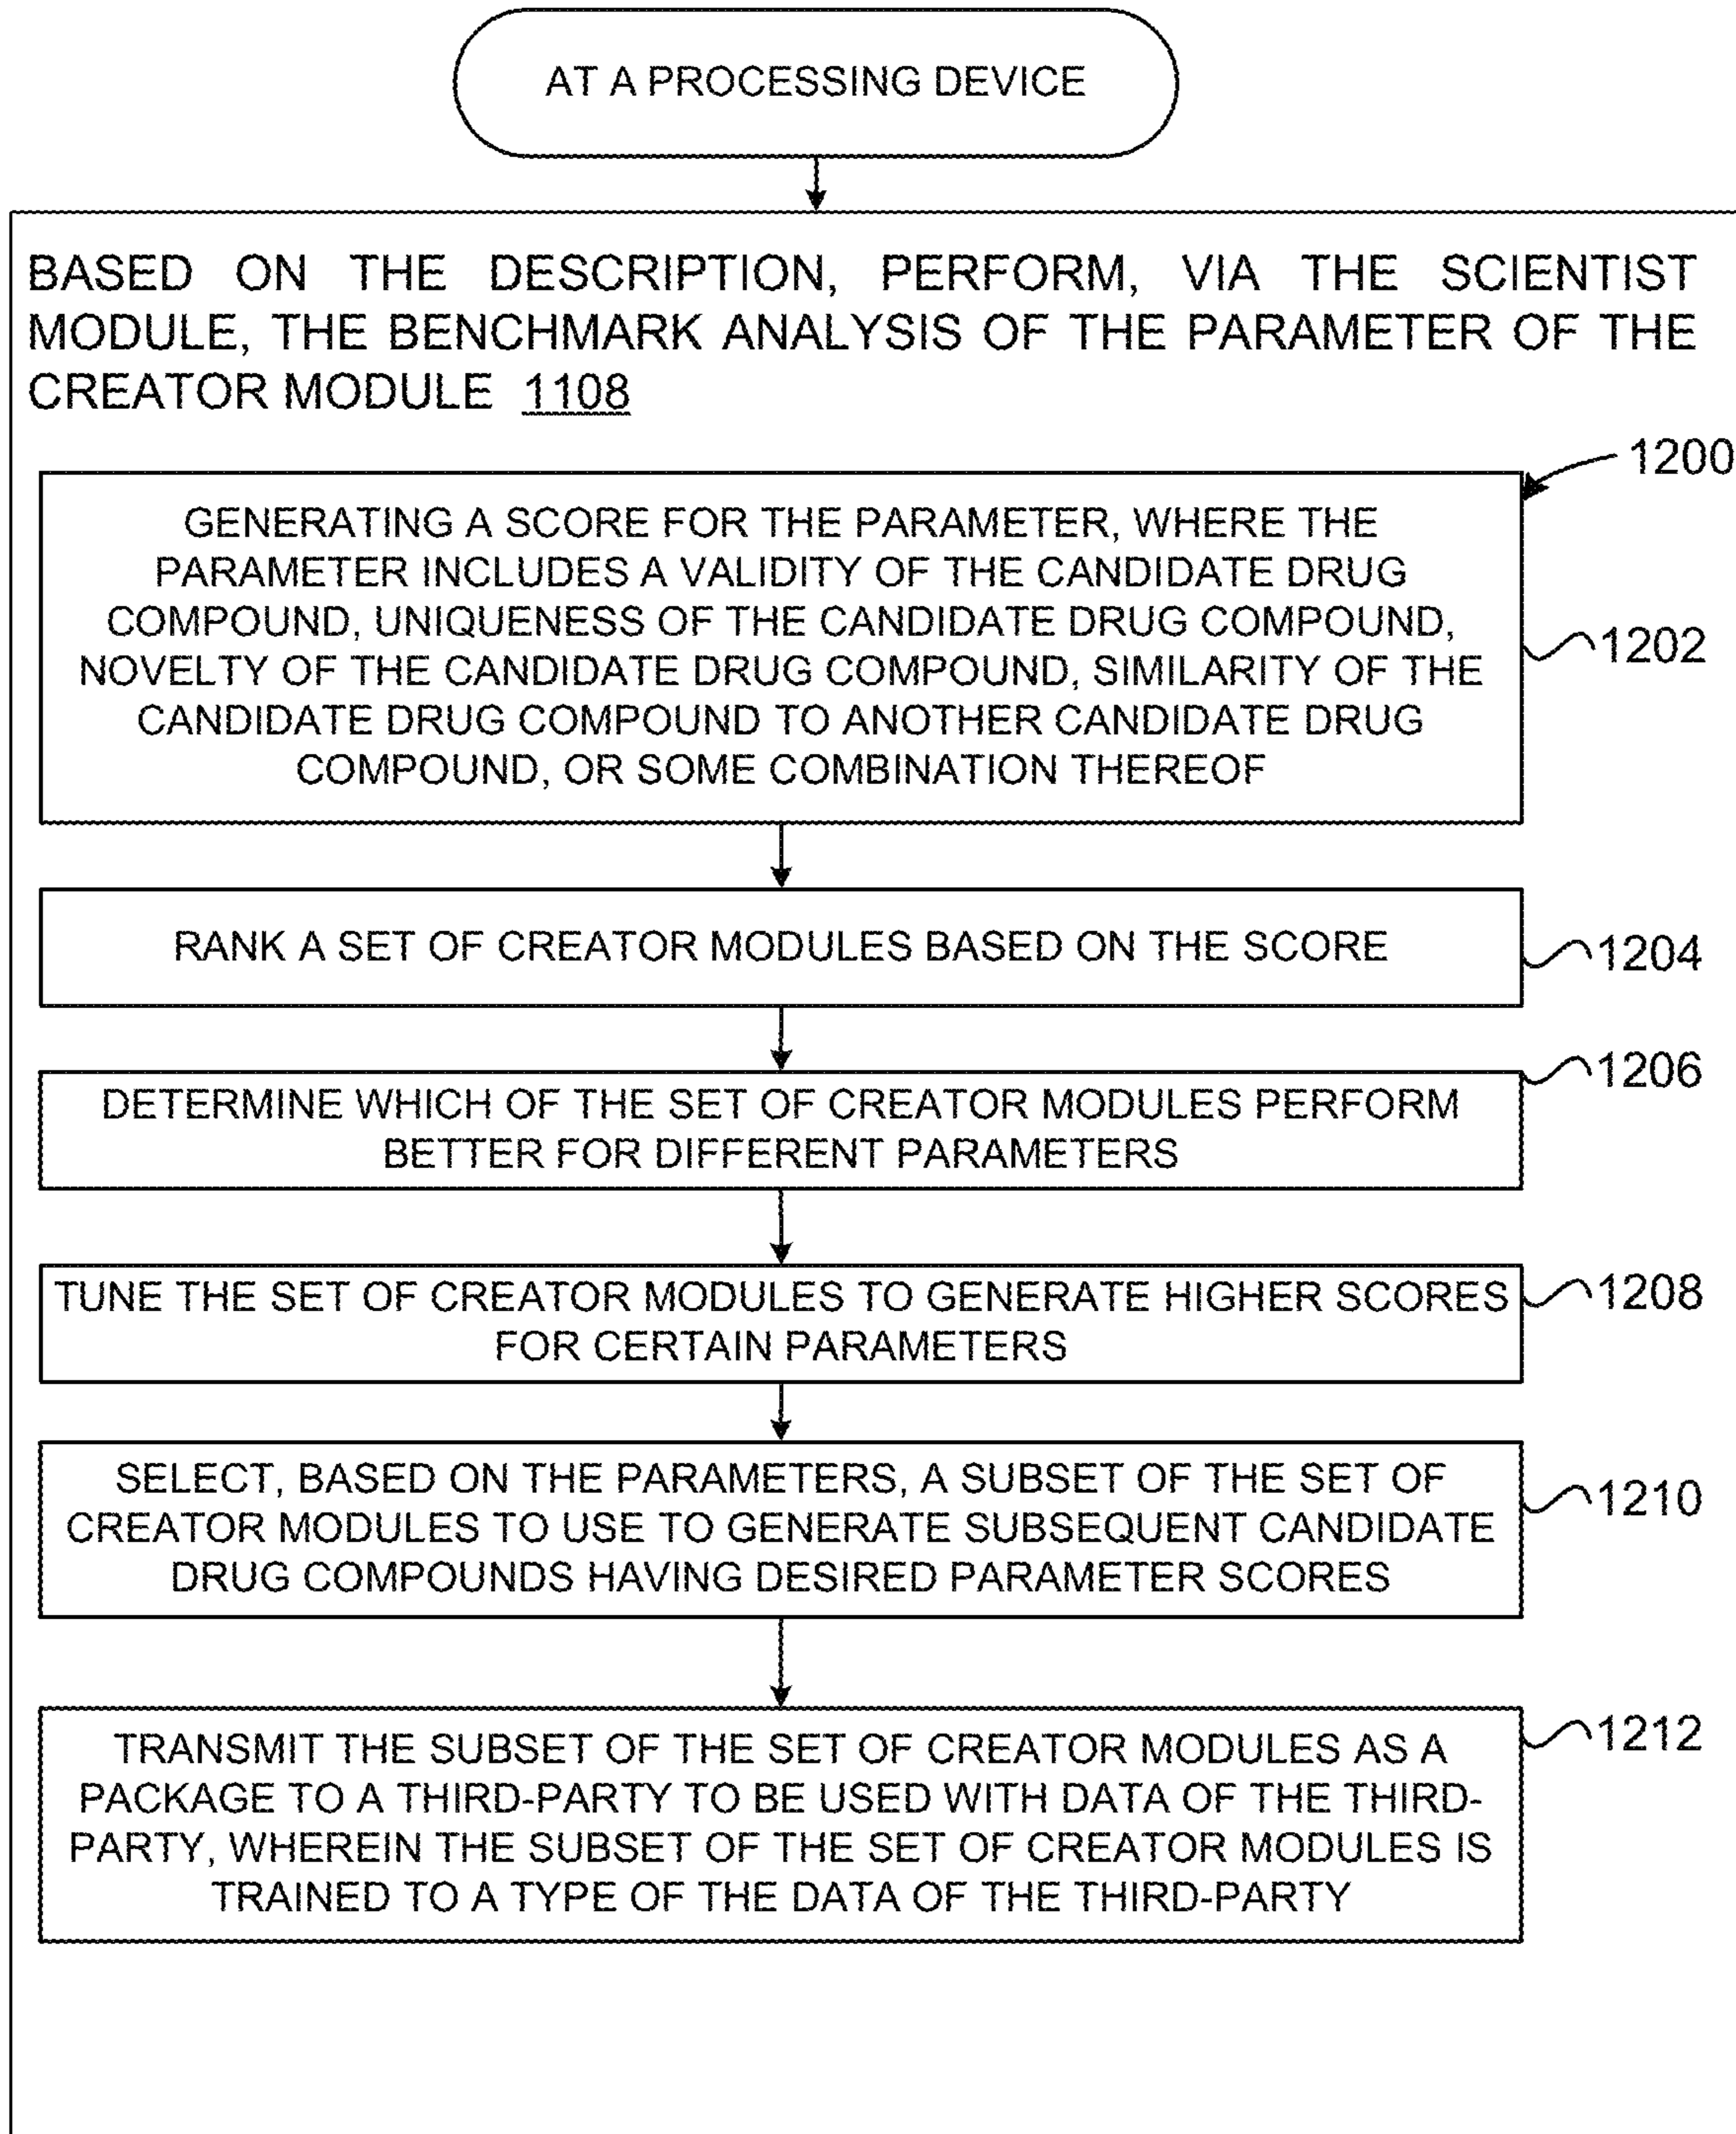 AT A PROCESSING DEVICE
BASED ON THE DESCRIPTION, PERFORM, VIA THE SCIENTIST
MODULE, THE BENCHMARK ANALYSIS OF THE PARAMETER OF THE
CREATOR MODULE 1108
1200
GENERATING A SCORE FOR THE PARAMETER, WHERE THE
PARAMETER INCLUDES A VALIDITY OF THE CANDIDATE DRUG
COMPOUND, UNIQUENESS OF THE CANDIDATE DRUG COMPOUND,
NOVELTY OF THE CANDIDATE DRUG COMPOUND, SIMILARITY OF THE
CANDIDATE DRUG COMPOUND TO ANOTHER CANDIDATE DRUG
COMPOUND, OR SOME COMBINATION THEREOF
1202
RANK A SET OF CREATOR MODULES BASED ON THE SCORE
1204
DETERMINE WHICH OF THE SET OF CREATOR MODULES PERFORM
BETTER FOR DIFFERENT PARAMETERS
1206
TUNE THE SET OF CREATOR MODULES TO GENERATE HIGHER SCORES
FOR CERTAIN PARAMETERS
1208
SELECT, BASED ON THE PARAMETERS, A SUBSET OF THE SET OF
CREATOR MODULES TO USE TO GENERATE SUBSEQUENT CANDIDATE
DRUG COMPOUNDS HAVING DESIRED PARAMETER SCORES
1210
TRANSMIT THE SUBSET OF THE SET OF CREATOR MODULES AS A
PACKAGE TO A THIRD-PARTY TO BE USED WITH DATA OF THE THIRD-
PARTY, WHEREIN THE SUBSET OF THE SET OF CREATOR MODULES IS
TRAINED TO A TYPE OF THE DATA OF THE THIRD-PARTY
1212